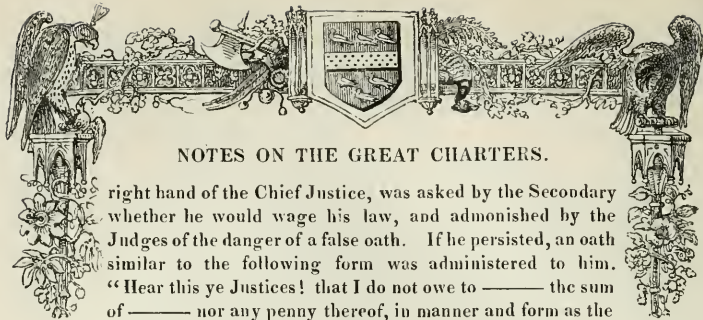 NOTES ON THE GREAT CHARTERS.
right hand of the Chief Justice, was asked by the Secondary
whether he would wage his law, and admonished by the
Judges of the danger of a false oath. If he persisted, an oath
similar to the following form was administered to him.
“Hear this ye Justices! that I do not owe to ——— the sum
of ——— nor any penny thereof, in manner and form as the